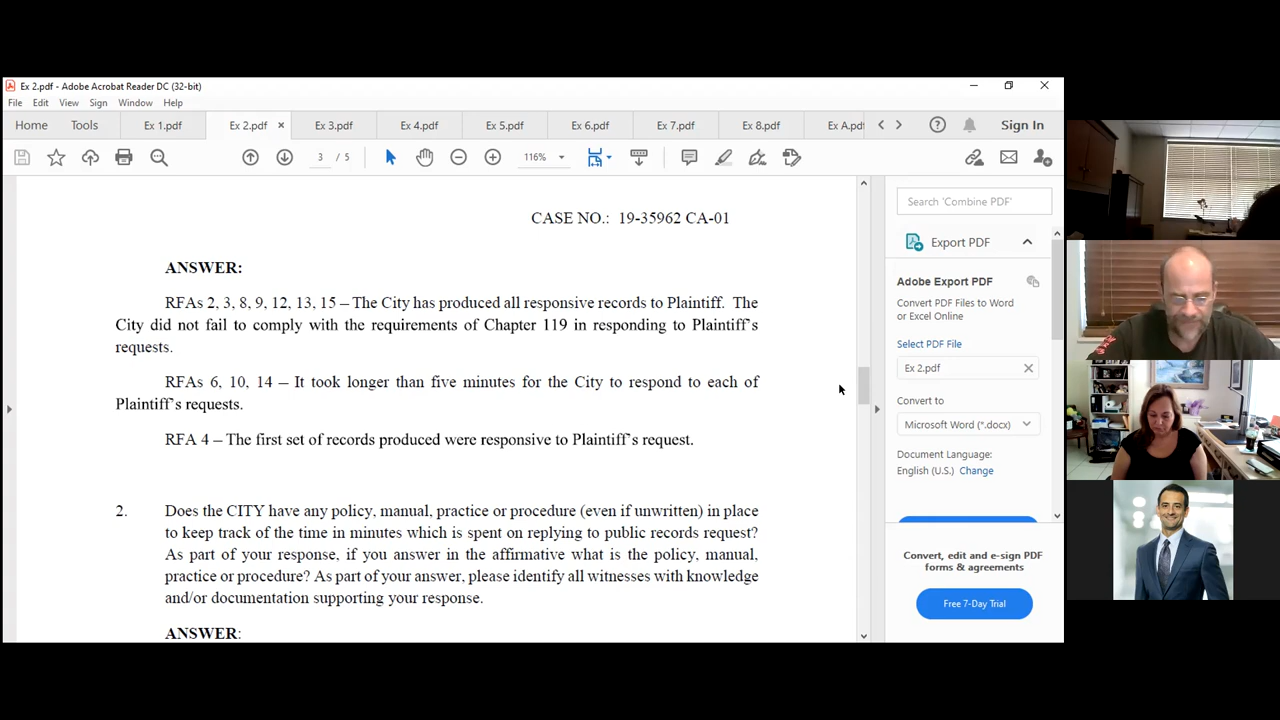 Ex 2.pdf - Adobe Acrobat Reader DC (32-bit)
File Edit View Sign Window Help
Home Tools Ex 1.pdf Ex 2.pdf Ex 3.pdf Ex 4.pdf Ex 5.pdf Ex 6.pdf Ex 7.pdf Ex 8.pdf Ex A.pdf Sign In
3 / 5 116%
CASE NO.: 19-35962 CA-01
ANSWER:
RFAs 2, 3, 8, 9, 12, 13, 15 – The City has produced all responsive records to Plaintiff. The
City did not fail to comply with the requirements of Chapter 119 in responding to Plaintiff's
requests.
RFAs 6, 10, 14 – It took longer than five minutes for the City to respond to each of
Plaintiff's requests.
RFA 4 – The first set of records produced were responsive to Plaintiff's request.
2. Does the CITY have any policy, manual, practice or procedure (even if unwritten) in place
to keep track of the time in minutes which is spent on replying to public records request?
As part of your response, if you answer in the affirmative what is the policy, manual,
practice or procedure? As part of your answer, please identify all witnesses with knowledge
and/or documentation supporting your response.
ANSWER:
Search 'Combine PDF'
Export PDF
Adobe Export PDF
Convert PDF Files to Word
or Excel Online
Select PDF File
Ex 2.pdf
Convert to
Microsoft Word (*.docx)
Document Language:
English (U.S.) Change
Convert, edit and e-sign PDF
forms & agreements
Free 7-Day Trial